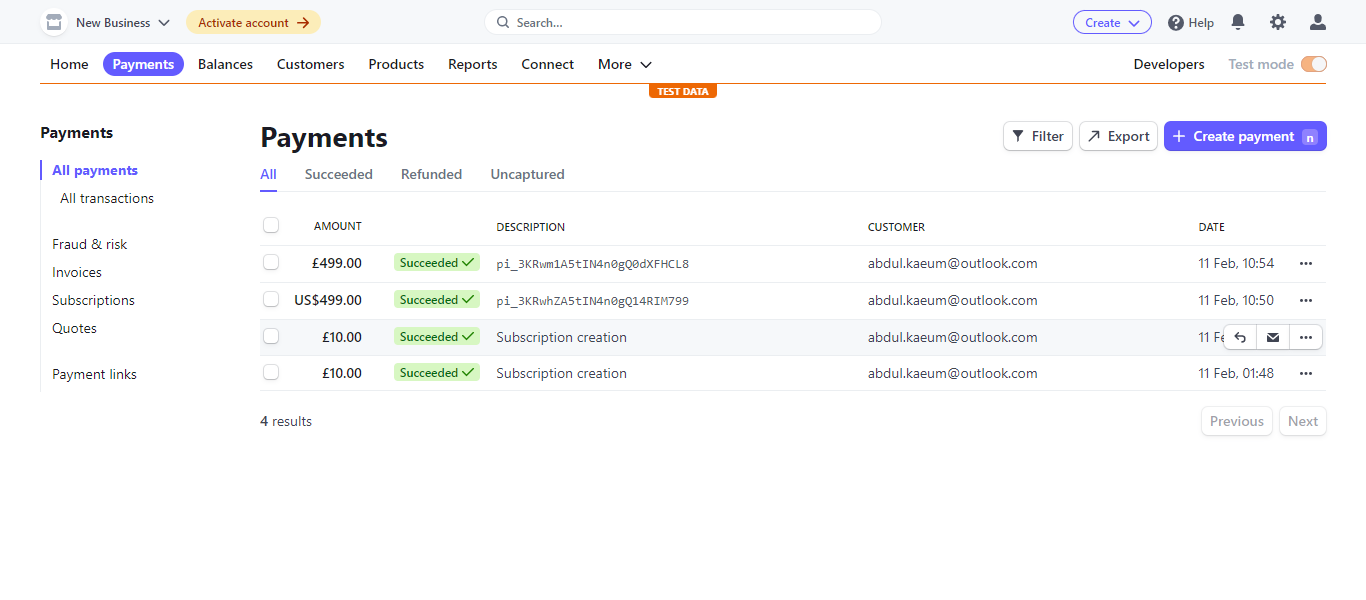 New Business
Activate account
Search...
Create
Help
Home
Payments
Balances
Customers
Products
Reports
Connect
More
Developers
Test mode
TEST DATA
Payments
All payments
All transactions
Fraud & risk
Invoices
Subscriptions
Quotes
Payment links
Payments
Filter
Export
Create payment n
All
Succeeded
Refunded
Uncaptured
AMOUNT DESCRIPTION CUSTOMER DATE
£499.00 Succeeded pi_3KRwm1A5tIN4n0gQ0dXFHCL8 abdul.kaeum@outlook.com 11 Feb, 10:54
US$499.00 Succeeded pi_3KRwhZA5tIN4n0gQ14RIM799 abdul.kaeum@outlook.com 11 Feb, 10:50
£10.00 Succeeded Subscription creation abdul.kaeum@outlook.com 11
£10.00 Succeeded Subscription creation abdul.kaeum@outlook.com 11 Feb, 01:48
4 results
Previous
Next